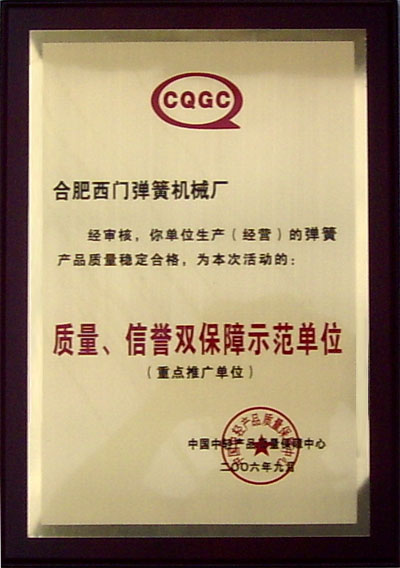 CQGC
合肥西门弹簧机械厂
经审核，你单位生产（经营）的弹簧
产品质量稳定合格，为本次活动的：
质量、信誉双保障示范单位
（重点推广单位）
中国中轻产品质量保障中心
二〇〇六年九月